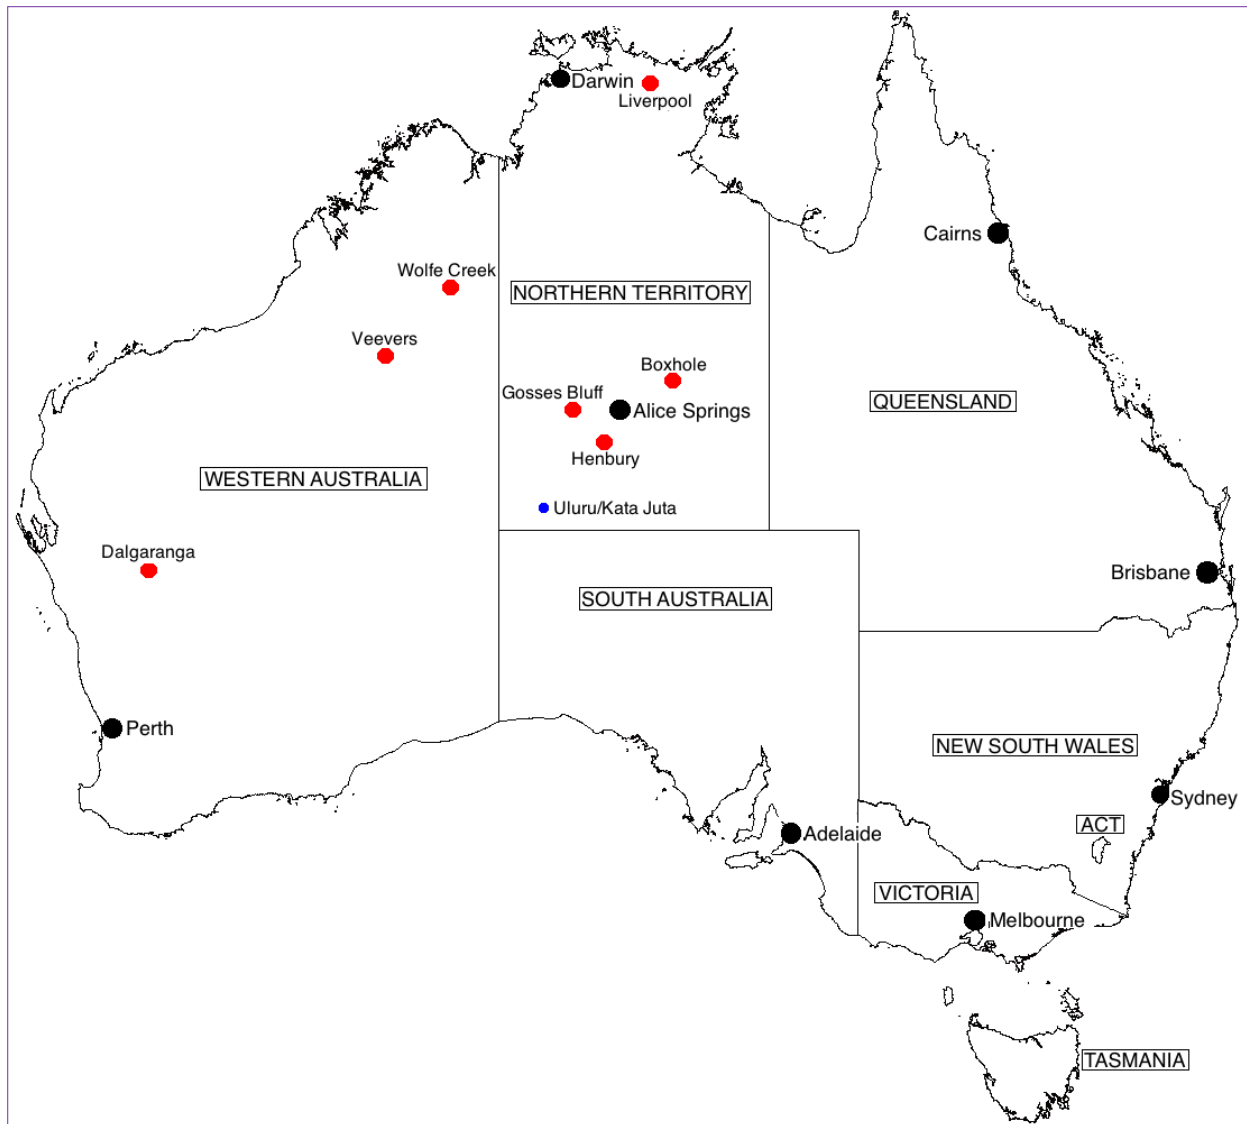 Darwin
Liverpool
Cairns
Wolfe Creek
NORTHERN TERRITORY
Veevers
Boxhole
Gosses Bluff
QUEENSLAND
Alice Springs
Henbury
WESTERN AUSTRALIA
Uluru/Kata Juta
Dalgaranga
Brisbane
SOUTH AUSTRALIA
Perth
NEW SOUTH WALES
Sydney
ACT
Adelaide
VICTORIA
Melbourne
TASMANIA